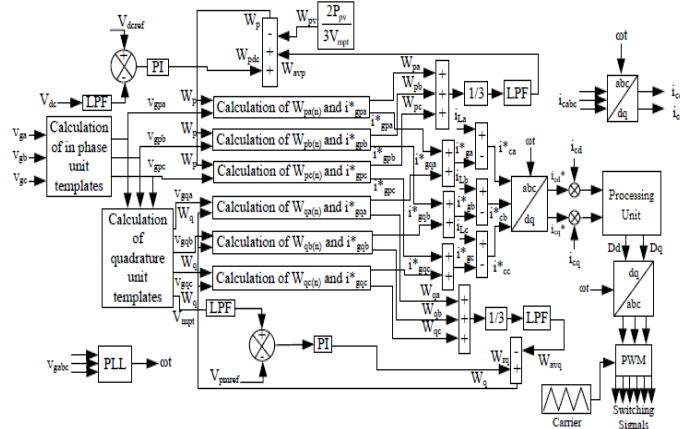 V_dcref
PI
V_dc
LPF
W_p
W_pdc
W_pv
2P_pv
3V_mpt
W_avp
-
-
+
+
ωt
abc
dq
i_cabc
v_ga
v_gb
v_gc
Calculation
of in phase
unit
templates
v_gpa
v_gpb
v_gpc
W_p
W_p
W_p
Calculation of W_pa(n) and i*_gpa
Calculation of W_pb(n) and i*_gpb
Calculation of W_pc(n) and i*_gpc
i*_gpa
i*_gpb
i*_gpc
W_pa
W_pb
W_pc
+
+
+
1/3
LPF
Calculation
of
quadrature
unit
templates
v_gqa
v_gqb
v_gqc
W_q
W_q
W_q
Calculation of W_qa(n) and i*_gqa
Calculation of W_qb(n) and i*_gqb
Calculation of W_qc(n) and i*_gqc
i*_gqa
i*_gqb
i*_gqc
i_La
i_Lb
i_Lc
i*_ga
i*_gb
i*_gc
i*_ca
i*_cb
i*_cc
ωt
abc
dq
i_cd
i_cd*
i_cq*
i_cq
Processing
Unit
Dd
Dq
ωt
dq
abc
PWM
Carrier
Switching
Signals
W_qa
W_qb
W_qc
+
+
+
1/3
LPF
W_avq
-
+
W_q
V_mpt
LPF
PI
V_pmref
v_gabc
PLL
ωt